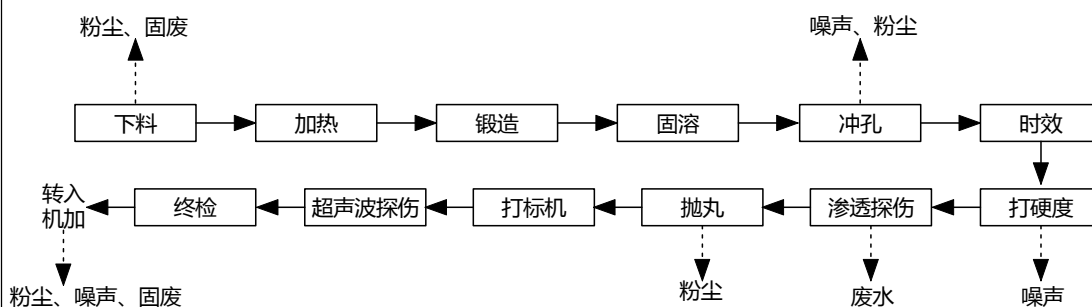 粉尘、固废
噪声、粉尘
下料
加热
锻造
固溶
冲孔
时效
转入
机加
终检
超声波探伤
打标机
抛丸
渗透探伤
打硬度
粉尘、噪声、固废
粉尘
废水
噪声